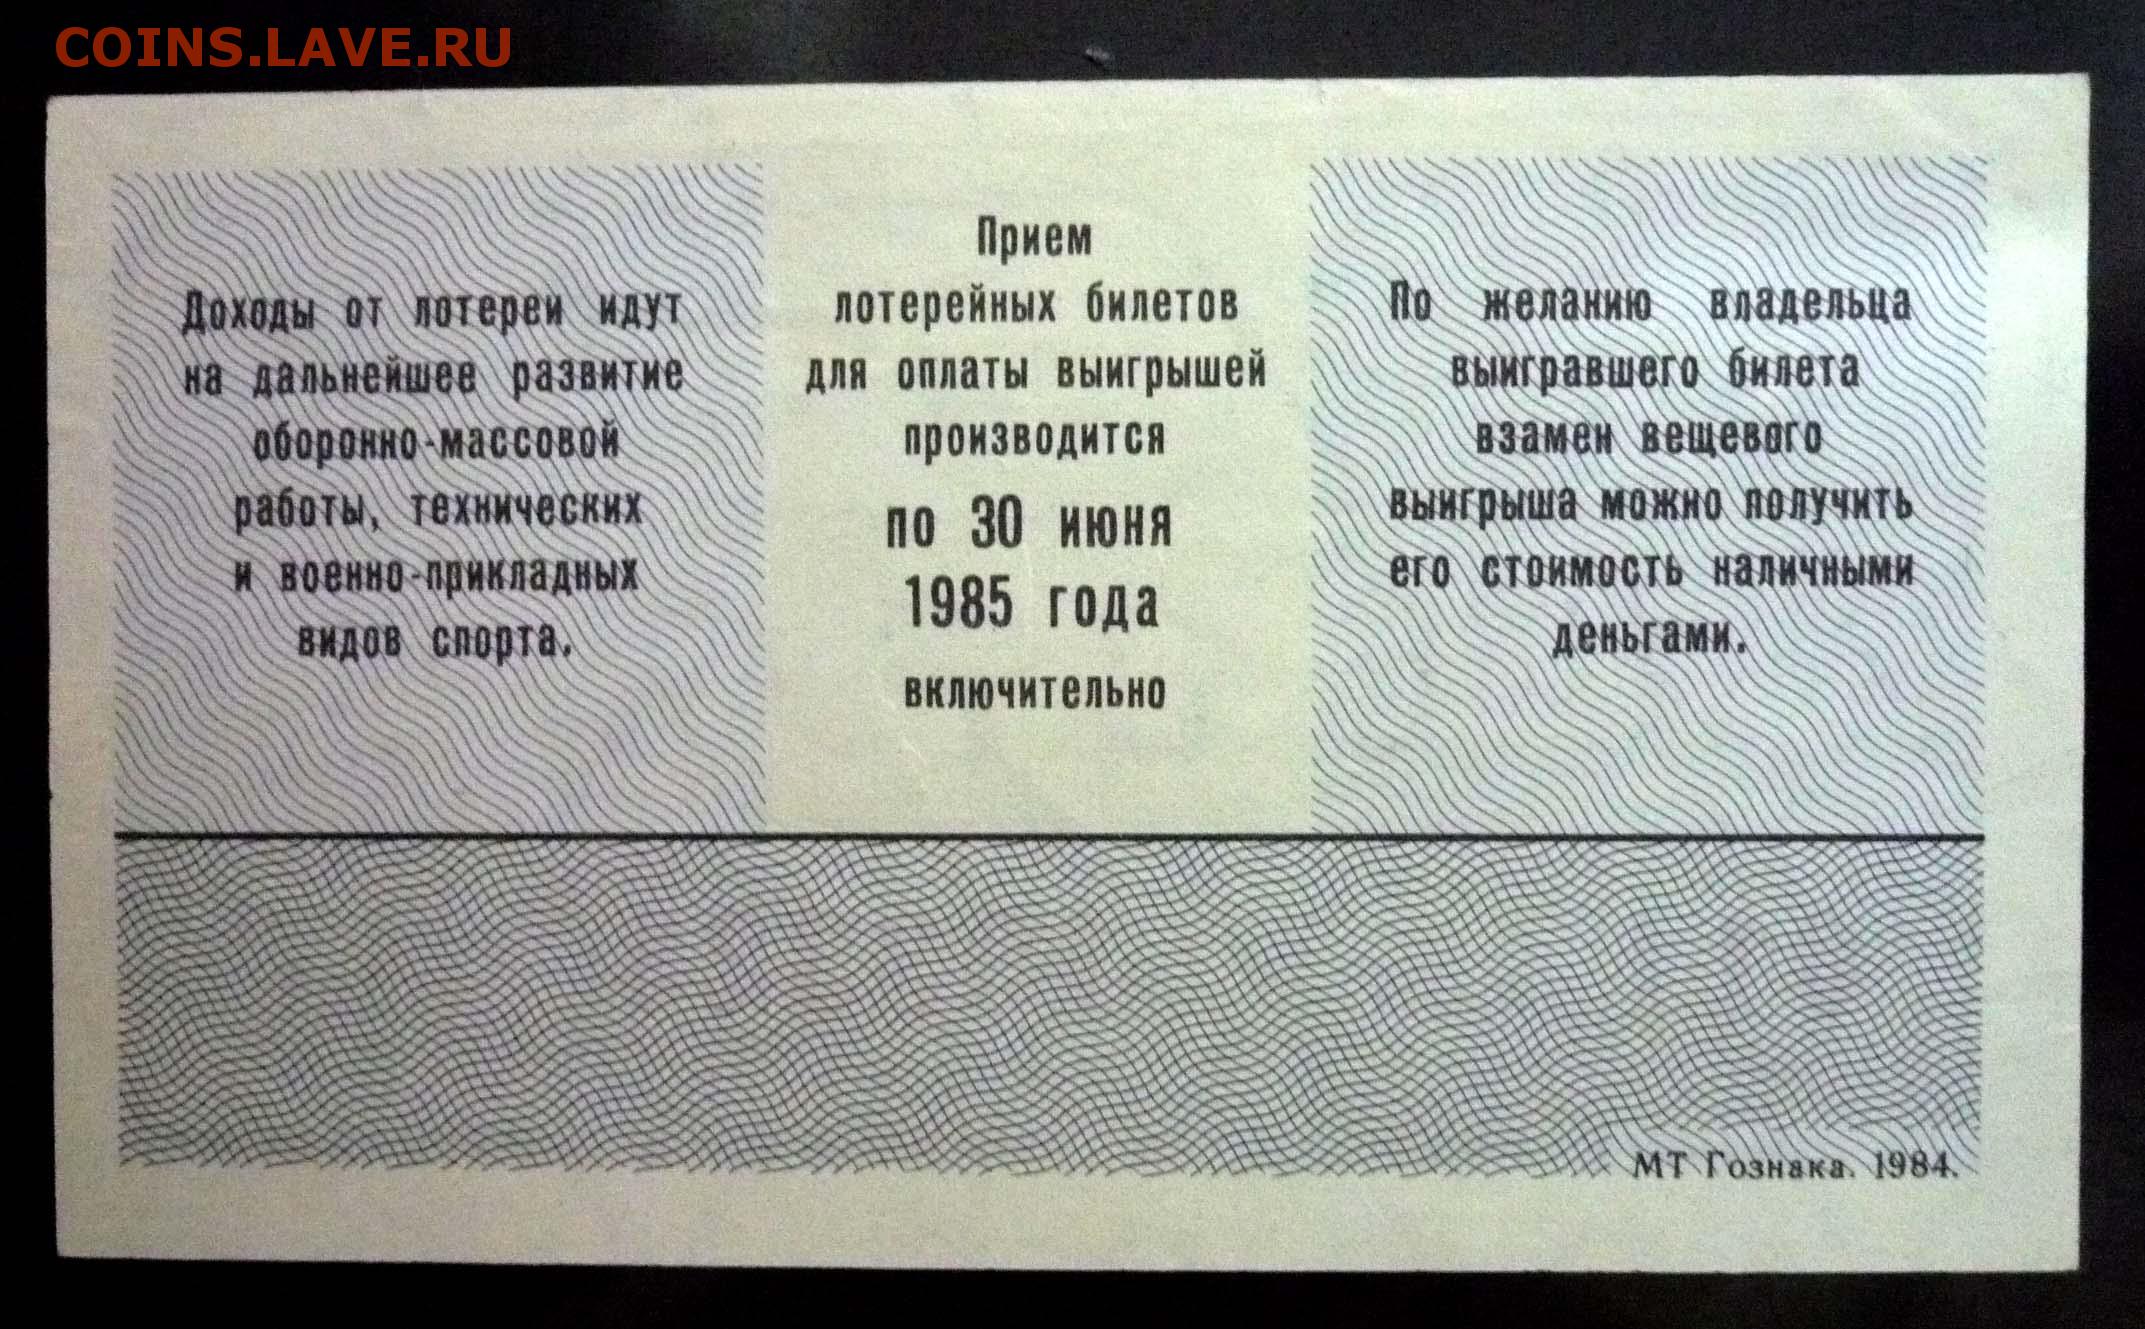 COINS.LAVE.RU
Доходы от лотереи идут
на дальнейшее развитие
оборонно-массовой
работы, технических
и военно-прикладных
видов спорта.
Прием
лотерейных билетов
для оплаты выигрышей
производится
по 30 июня
1985 года
включительно
По желанию владельца
выигравшего билета
взамен вещевого
выигрыша можно получить
его стоимость наличными
деньгами.
МТ Гознака. 1984.